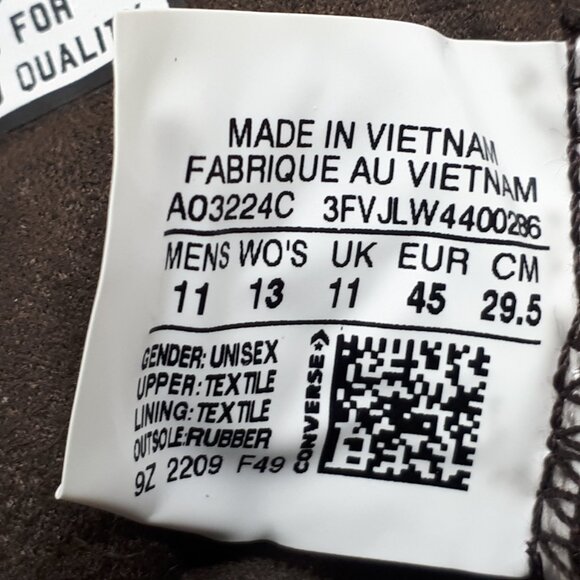 FOR
QUALITY
MADE IN VIETNAM
FABRIQUE AU VIETNAM
A03224C 3FVJLW4400286
MENS WO'S UK EUR CM
11 13 11 45 29.5
GENDER: UNISEX
UPPER: TEXTILE
LINING: TEXTILE
OUTSOLE:RUBBER
9Z 2209 F49
CONVERSE